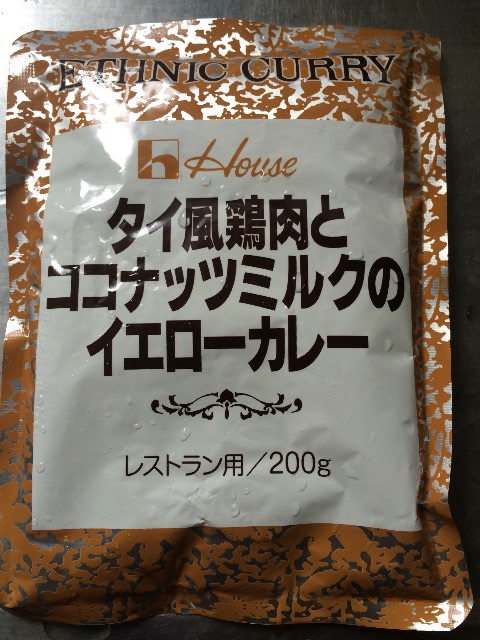 ETHNIC CURRY
House
タイ風鶏肉と
ココナッツミルクの
イエローカレー
レストラン用/200g